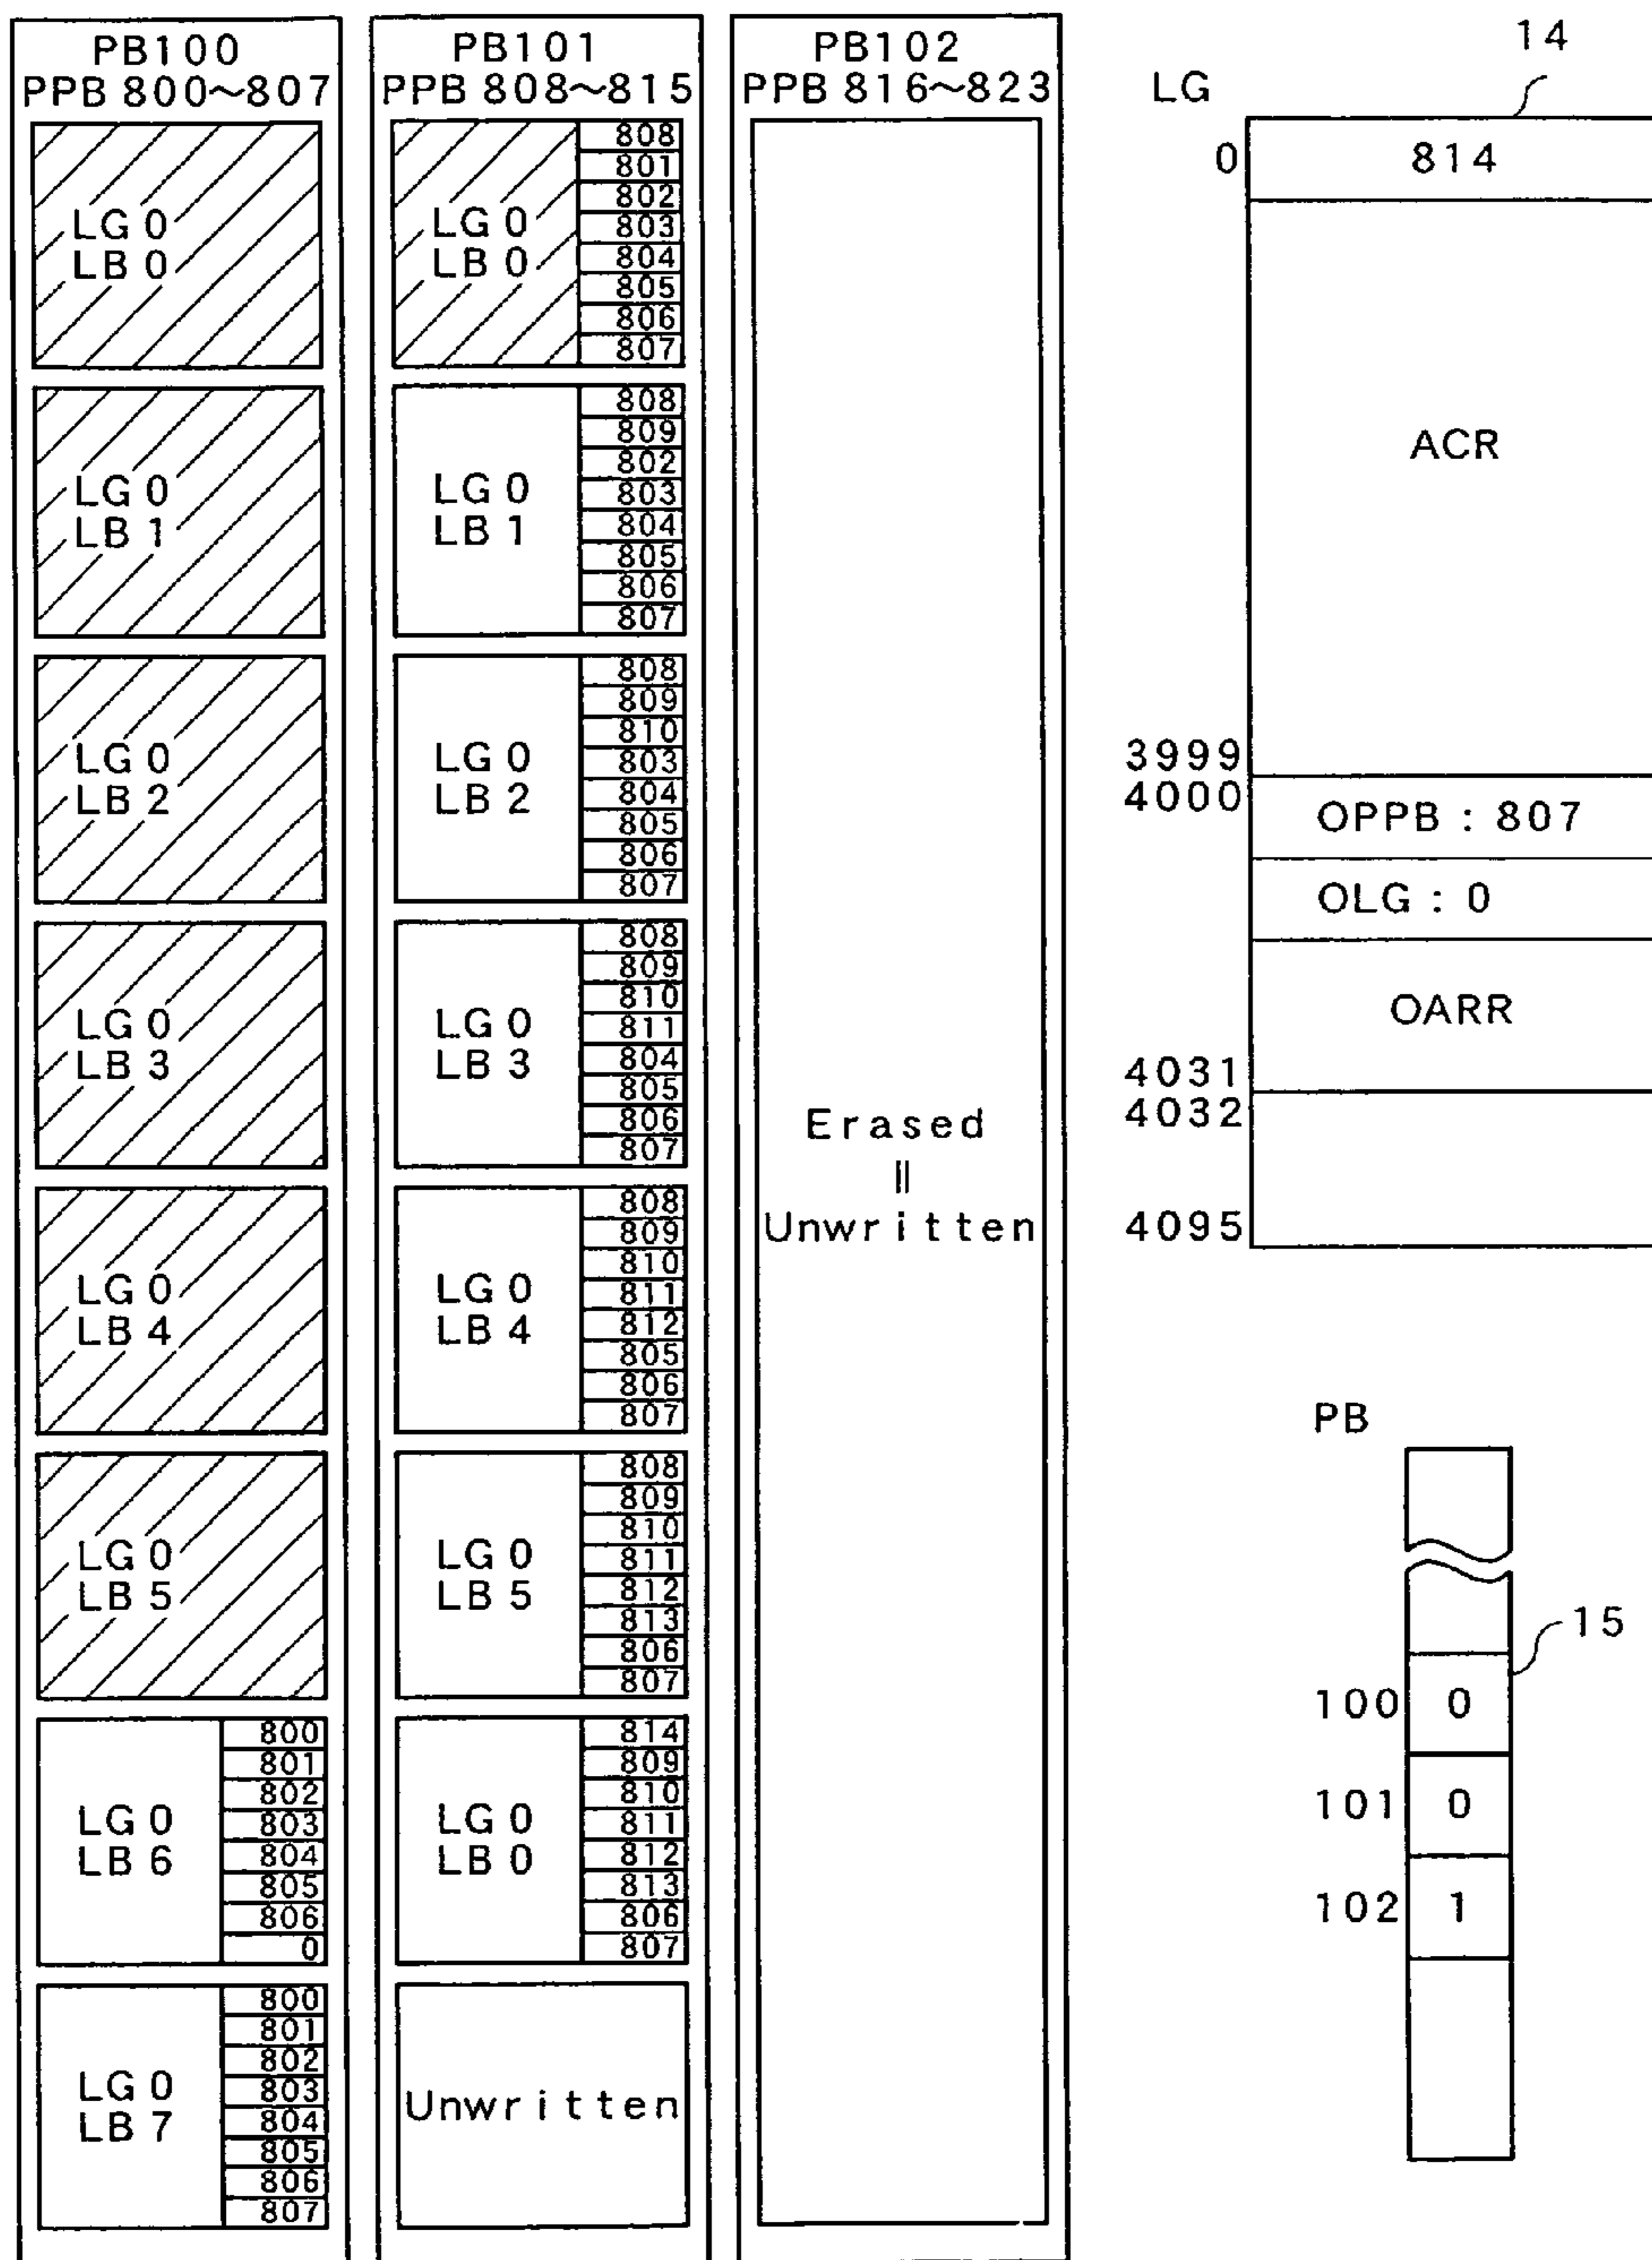 PB100
PPB 800~807
LG 0
LB 0
LG 0
LB 1
LG 0
LB 2
LG 0
LB 3
LG 0
LB 4
LG 0
LB 5
LG 0
LB 6
800
801
802
803
804
805
806
0
LG 0
LB 7
800
801
802
803
804
805
806
807
PB101
PPB 808~815
LG 0
LB 0
808
801
802
803
804
805
806
807
LG 0
LB 1
808
809
802
803
804
805
806
807
LG 0
LB 2
808
809
810
803
804
805
806
807
LG 0
LB 3
808
809
810
811
804
805
806
807
LG 0
LB 4
808
809
810
811
812
805
806
807
LG 0
LB 5
808
809
810
811
812
813
806
807
LG 0
LB 0
814
809
810
811
812
813
806
807
Unwritten
PB102
PPB 816~823
Erased
||
Unwritten
14
LG
0
814
ACR
3999
4000
OPPB : 807
OLG : 0
OARR
4031
4032
4095
PB
15
100 0
101 0
102 1